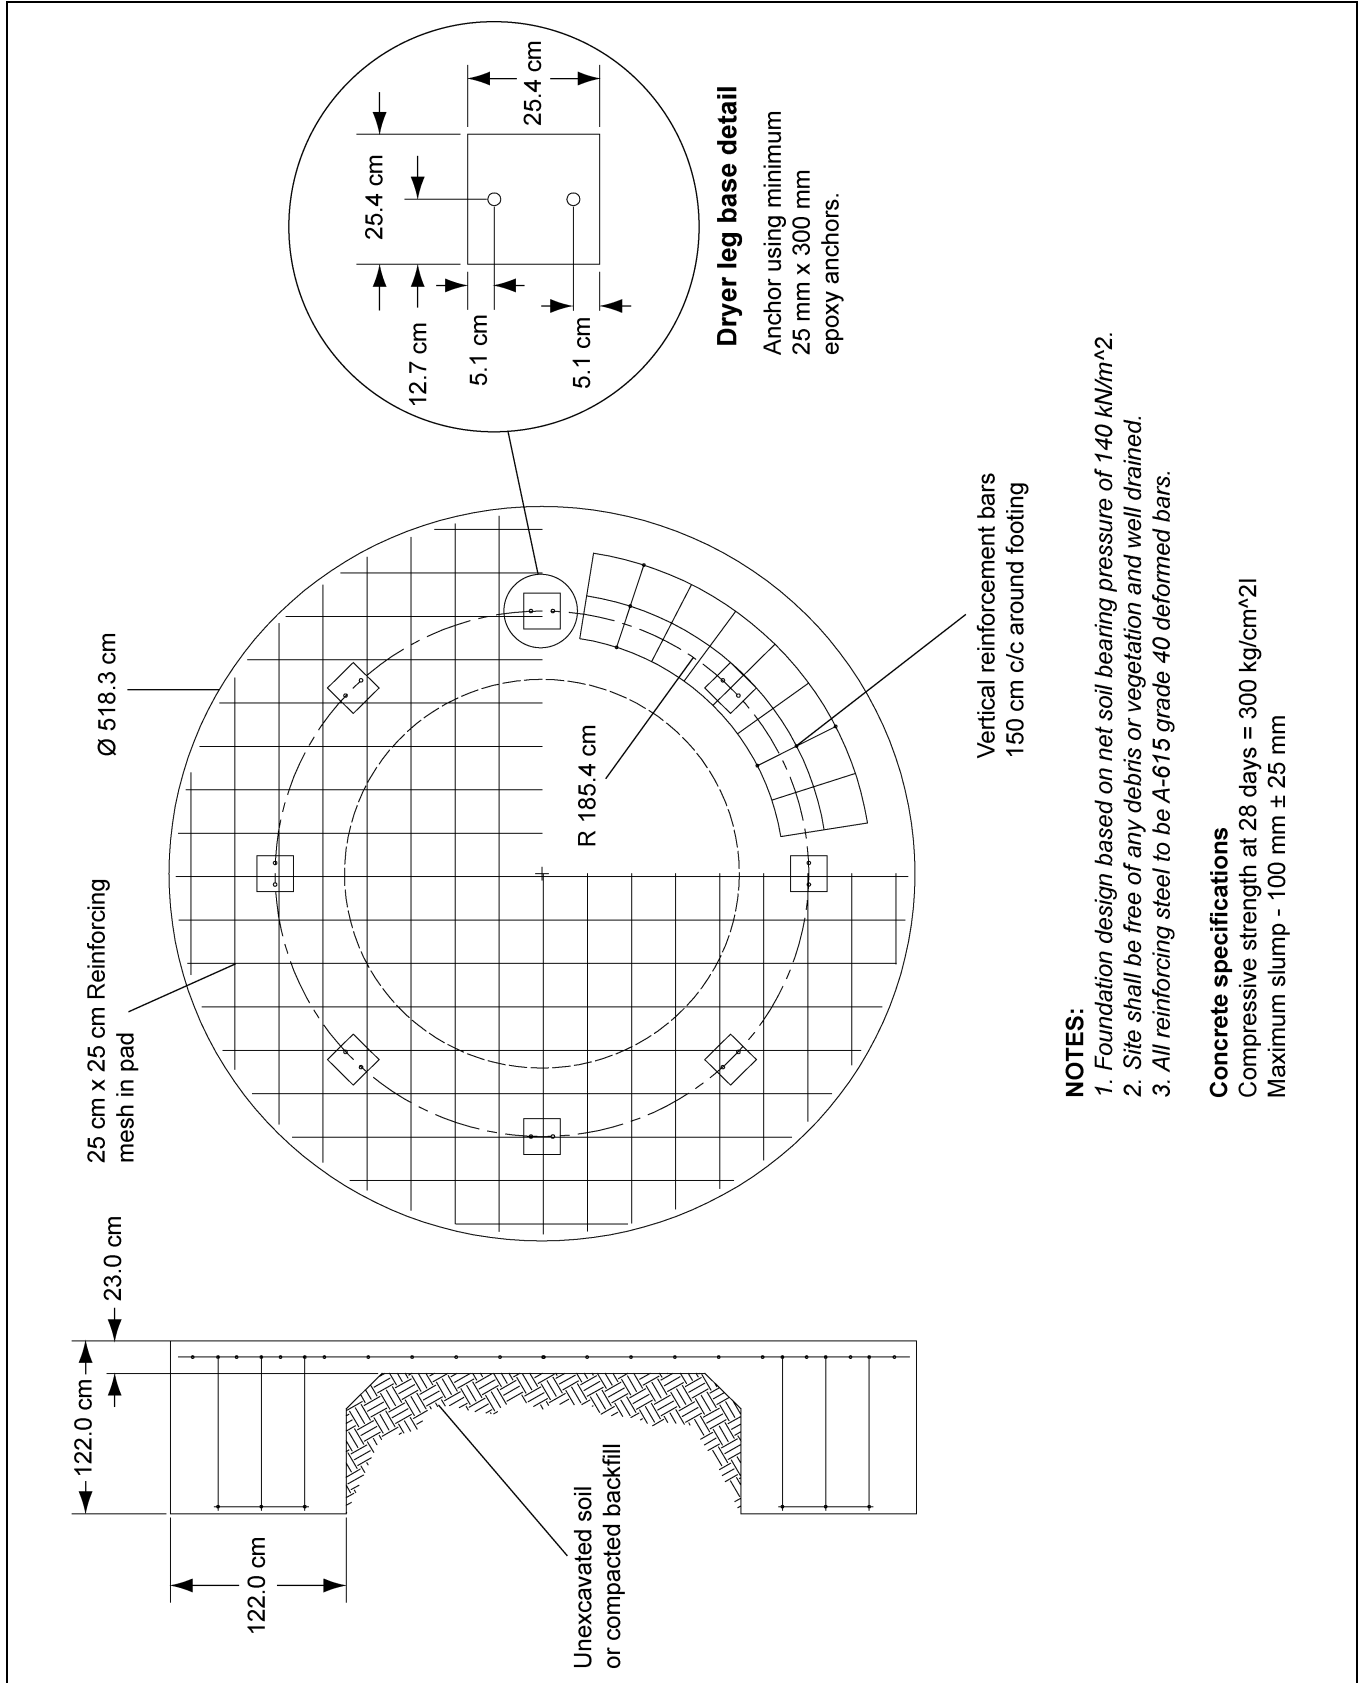 122.0 cm
122.0 cm
23.0 cm
Unexcavated soil
or compacted backfill
25 cm x 25 cm Reinforcing
mesh in pad
Ø 518.3 cm
R 185.4 cm
Vertical reinforcement bars
150 cm c/c around footing
25.4 cm
25.4 cm
12.7 cm
5.1 cm
5.1 cm
Dryer leg base detail
Anchor using minimum
25 mm x 300 mm
epoxy anchors.
NOTES:
1. Foundation design based on net soil bearing pressure of 140 kN/m^2.
2. Site shall be free of any debris or vegetation and well drained.
3. All reinforcing steel to be A-615 grade 40 deformed bars.
Concrete specifications
Compressive strength at 28 days = 300 kg/cm^2l
Maximum slump - 100 mm ± 25 mm